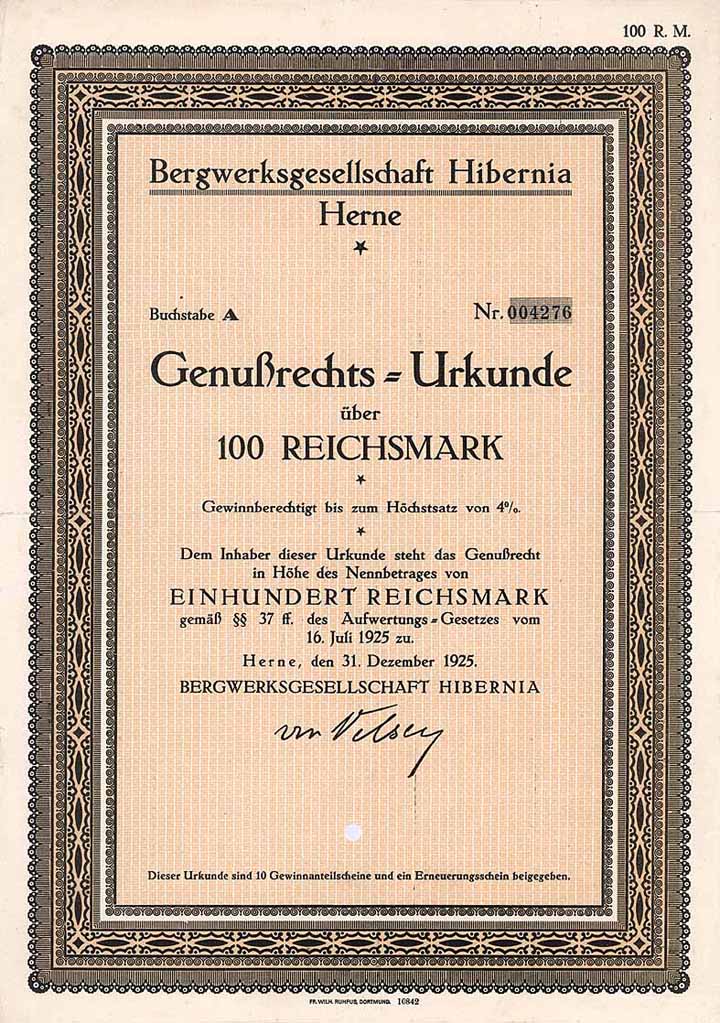 100 R. M.
Bergwerksgesellschaft Hibernia
Herne
Buchstabe A
Nr. 004276
Genußrechts=Urkunde
über
100 REICHSMARK
Gewinnberechtigt bis zum Höchstsatz von 4%.
Dem Inhaber dieser Urkunde steht das Genußrecht
in Höhe des Nennbetrages von
EINHUNDERT REICHSMARK
gemäß §§ 37 ff. des Aufwertungs=Gesetzes vom
16. Juli 1925 zu.
Herne, den 31. Dezember 1925.
BERGWERKSGESELLSCHAFT HIBERNIA
von Velsen
Dieser Urkunde sind 10 Gewinnanteilscheine und ein Erneuerungsschein beigegeben.
FR. WILH. RUHFUS, DORTMUND. 10842